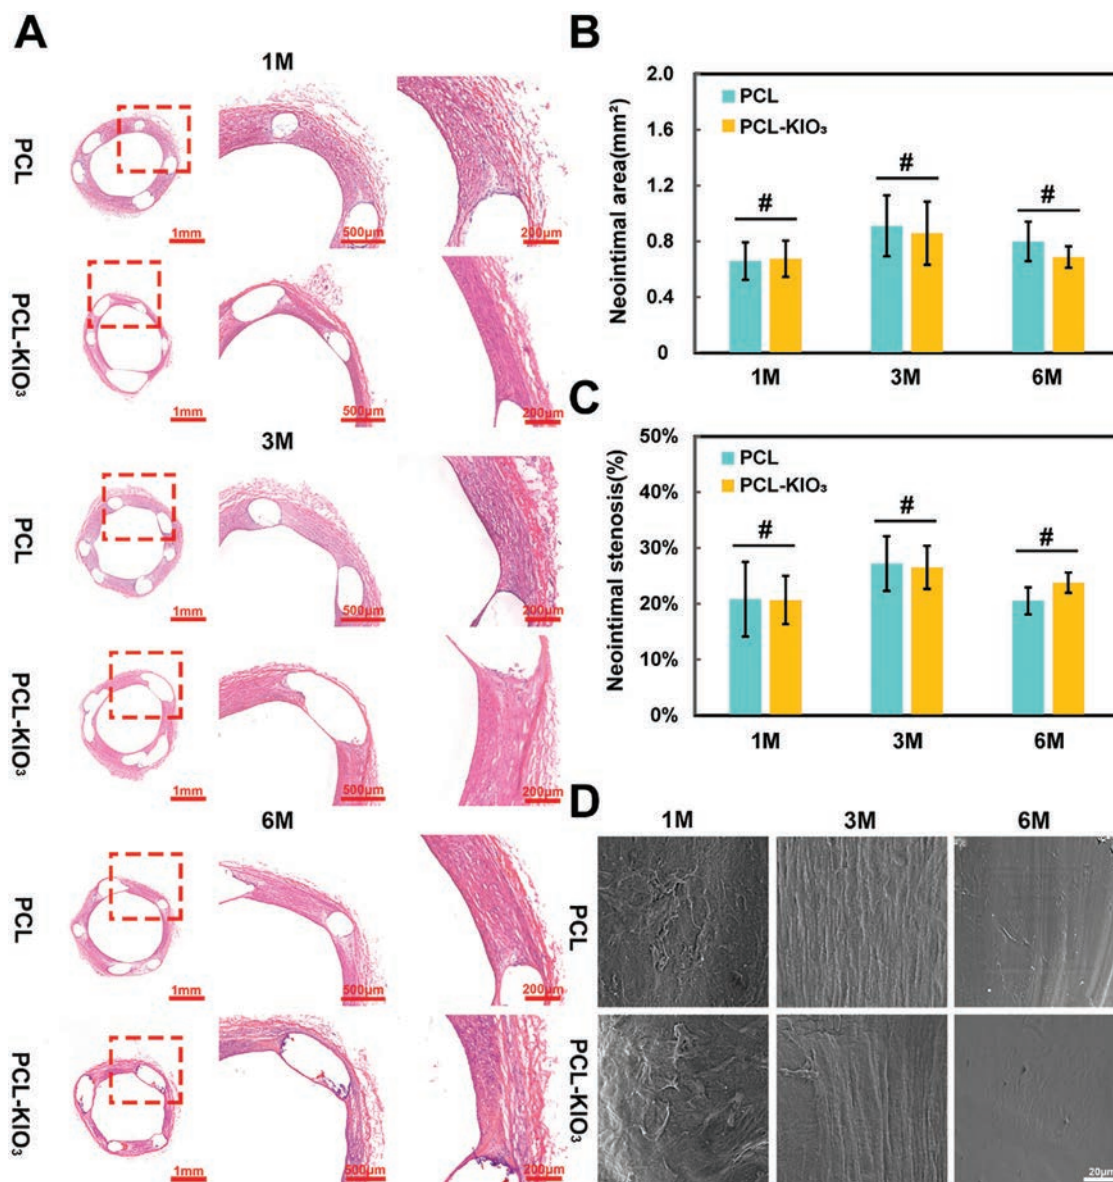 A
1M
PCL
1mm
500µm
200µm
PCL-KIO₃
1mm
500µm
200µm
3M
PCL
1mm
500µm
200µm
PCL-KIO₃
1mm
500µm
200µm
6M
PCL
1mm
500µm
200µm
PCL-KIO₃
1mm
500µm
200µm
B
Neointimal area(mm²)
2.0
1.6
1.2
0.8
0.4
0
PCL
PCL-KIO₃
#
#
#
1M
3M
6M
C
Neointimal stenosis(%)
50%
40%
30%
20%
10%
0%
PCL
PCL-KIO₃
#
#
#
1M
3M
6M
D
1M
3M
6M
PCL
PCL-KIO₃
20µm